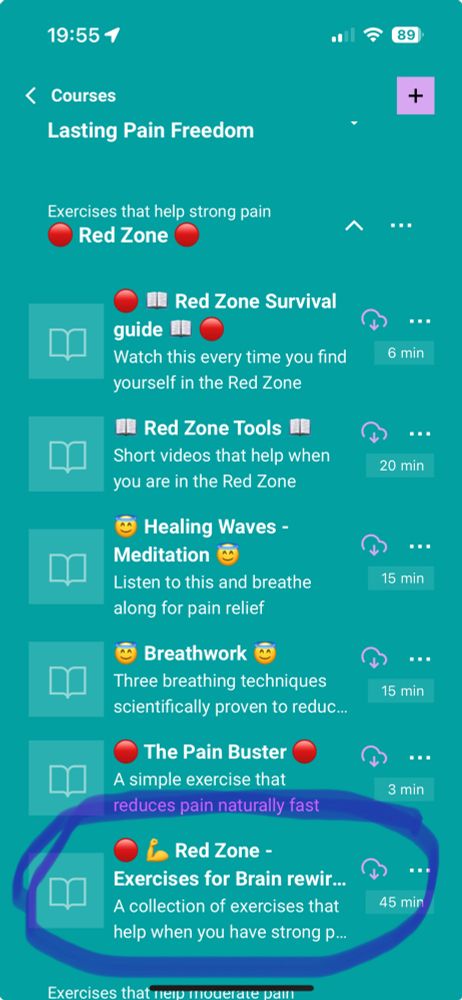 19:55
89
Courses
+
Lasting Pain Freedom
Exercises that help strong pain
🔴 Red Zone 🔴
🔴 📖 Red Zone Survival
guide 📖 🔴
Watch this every time you find
yourself in the Red Zone
6 min
📖 Red Zone Tools 📖
Short videos that help when
you are in the Red Zone
20 min
😇 Healing Waves -
Meditation 😇
Listen to this and breathe
along for pain relief
15 min
😇 Breathwork 😇
Three breathing techniques
scientifically proven to reduc...
15 min
🔴 The Pain Buster 🔴
A simple exercise that
reduces pain naturally fast
3 min
🔴 💪 Red Zone -
Exercises for Brain rewir...
A collection of exercises that
help when you have strong p...
45 min
Exercises that help moderate pain